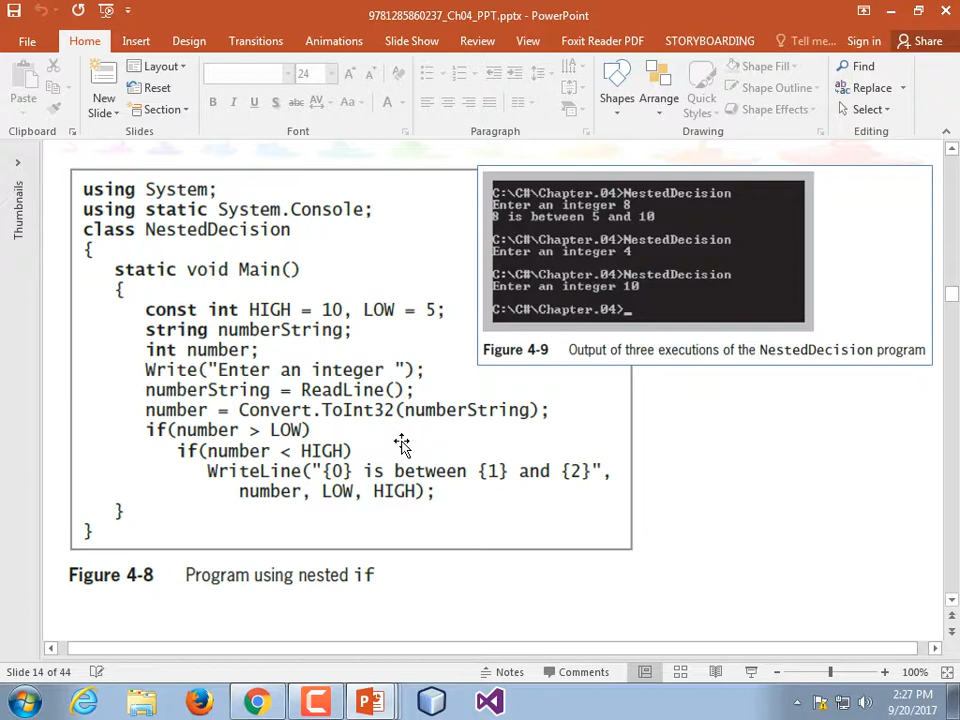 9781285860237_Ch04_PPT.pptx - PowerPoint
File Home Insert Design Transitions Animations Slide Show Review View Foxit Reader PDF STORYBOARDING Tell me... Sign in Share
Paste
New Slide
Layout
Reset
Section
24
B I U S abc AV Aa A
Shapes
Arrange
Quick Styles
Shape Fill
Shape Outline
Shape Effects
Find
Replace
Select
Clipboard Slides Font Paragraph Drawing Editing
Thumbnails
using System;
using static System.Console;
class NestedDecision
{
static void Main()
{
const int HIGH = 10, LOW = 5;
string numberString;
int number;
Write("Enter an integer ");
numberString = ReadLine();
number = Convert.ToInt32(numberString);
if(number > LOW)
if(number < HIGH)
WriteLine("{0} is between {1} and {2}",
number, LOW, HIGH);
}
}
Figure 4-8 Program using nested if
C:\C#\Chapter.04>NestedDecision
Enter an integer 8
8 is between 5 and 10
C:\C#\Chapter.04>NestedDecision
Enter an integer 4
C:\C#\Chapter.04>NestedDecision
Enter an integer 10
C:\C#\Chapter.04>_
Figure 4-9 Output of three executions of the NestedDecision program
Slide 14 of 44 Notes Comments 100%
2:27 PM
9/20/2017